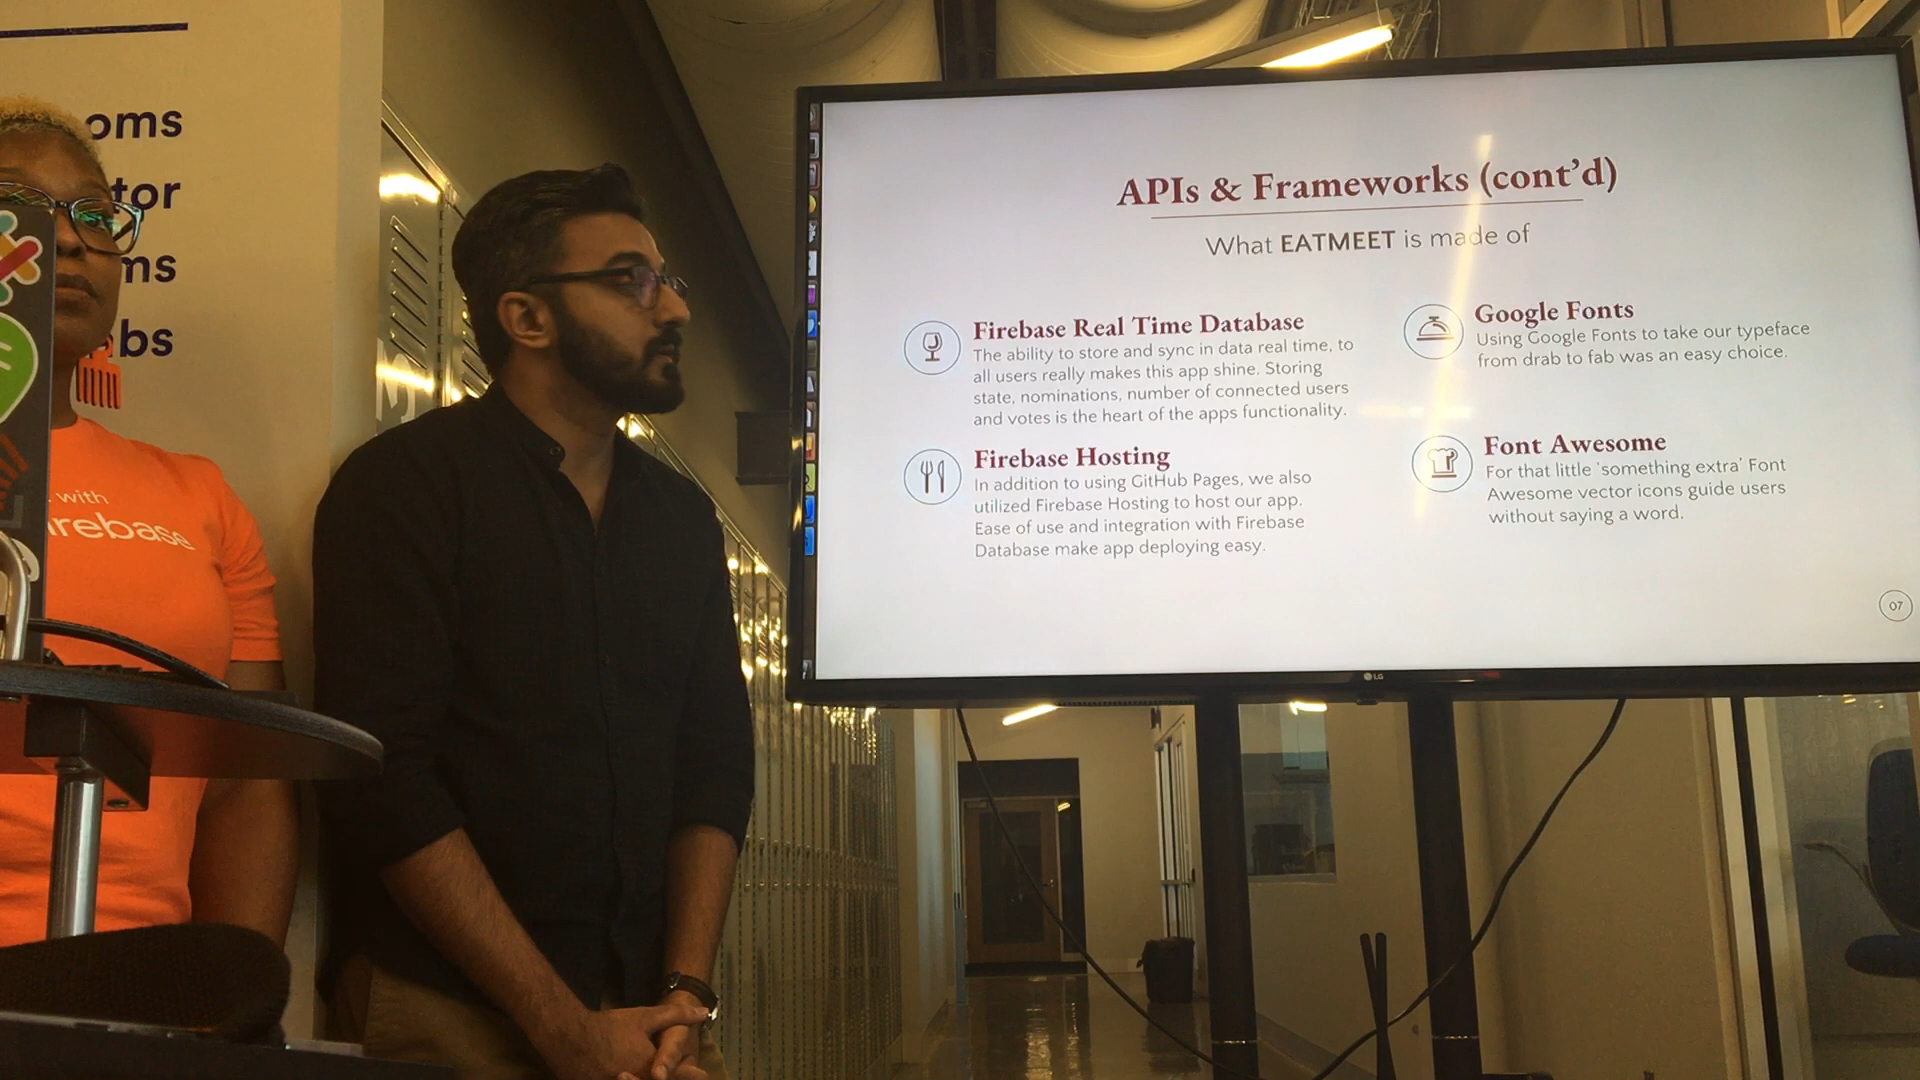 oms
tor
ms
bs
with
irebase
APIs & Frameworks (cont'd)
What EATMEET is made of
Firebase Real Time Database
The ability to store and sync in data real time, to
all users really makes this app shine. Storing
state, nominations, number of connected users
and votes is the heart of the apps functionality.
Firebase Hosting
In addition to using GitHub Pages, we also
utilized Firebase Hosting to host our app.
Ease of use and integration with Firebase
Database make app deploying easy.
Google Fonts
Using Google Fonts to take our typeface
from drab to fab was an easy choice.
Font Awesome
For that little 'something extra' Font
Awesome vector icons guide users
without saying a word.
07
LG